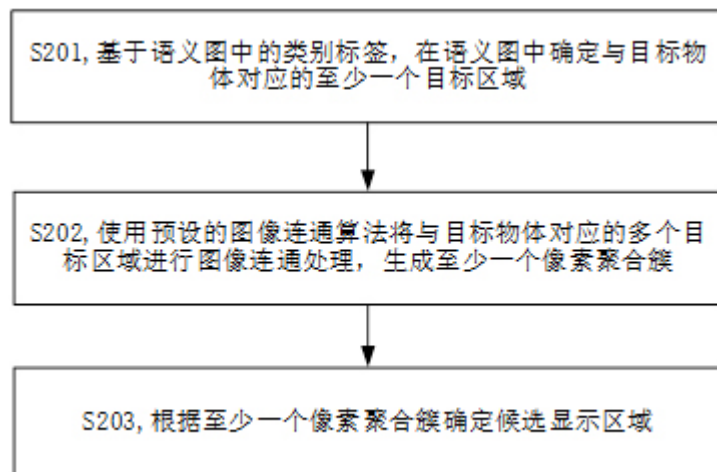 S201,基于语义图中的类别标签，在语义图中确定与目标物
体对应的至少一个目标区域
S202,使用预设的图像连通算法将与目标物体对应的多个目
标区域进行图像连通处理，生成至少一个像素聚合簇
S203,根据至少一个像素聚合簇确定候选显示区域